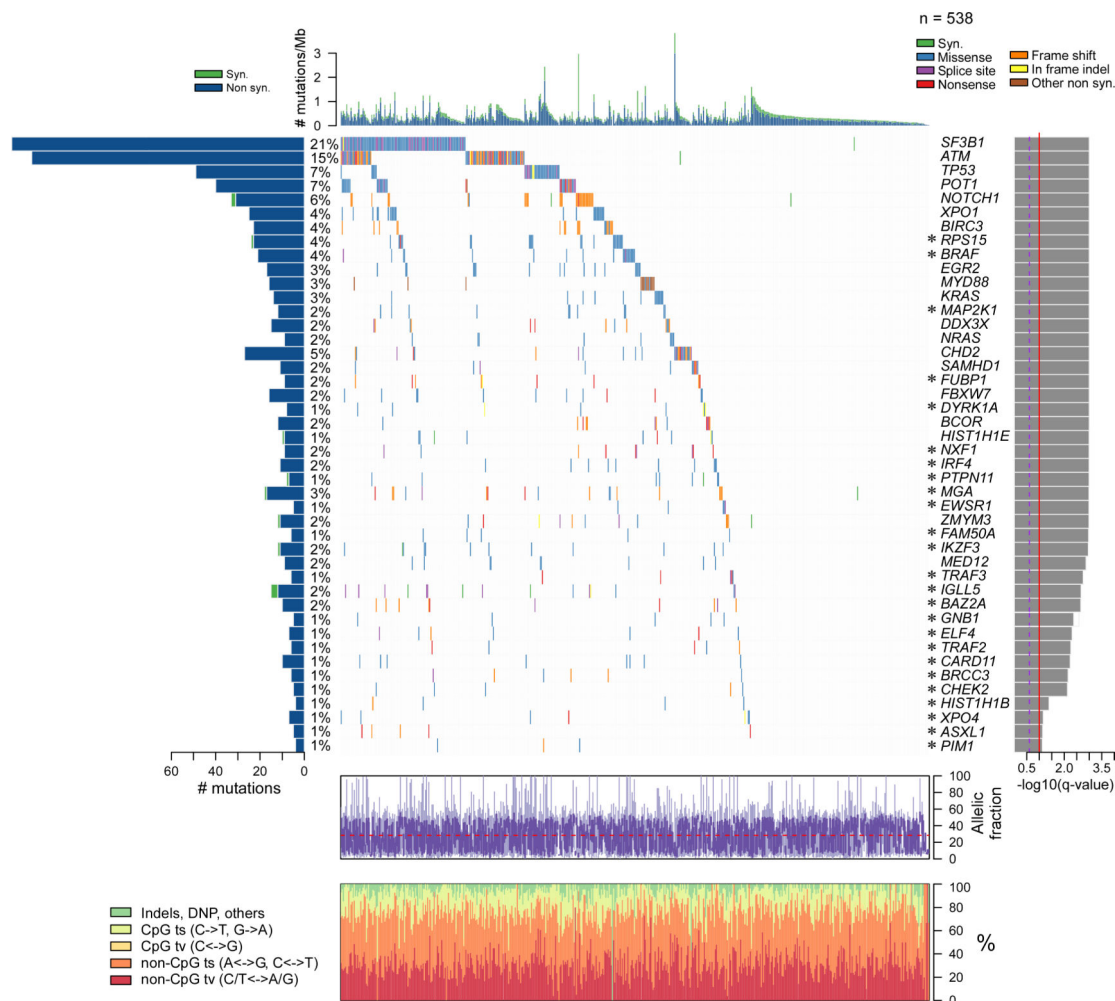 n = 538
Syn.
Missense
Splice site
Nonsense
Frame shift
In frame indel
Other non syn.
Syn.
Non syn.
# mutations/Mb
3
2
1
0
21% SF3B1
15% ATM
7% TP53
7% POT1
6% NOTCH1
4% XPO1
4% BIRC3
4% * RPS15
4% * BRAF
3% EGR2
3% MYD88
3% KRAS
2% * MAP2K1
2% DDX3X
2% NRAS
5% CHD2
2% SAMHD1
2% * FUBP1
2% FBXW7
1% * DYRK1A
2% BCOR
1% HIST1H1E
2% * NXF1
2% * IRF4
1% * PTPN11
3% * MGA
1% * EWSR1
2% ZMYM3
1% * FAM50A
2% * IKZF3
2% MED12
1% * TRAF3
2% * IGLL5
2% * BAZ2A
1% * GNB1
1% * ELF4
1% * TRAF2
1% * CARD11
1% * BRCC3
1% * CHEK2
1% * HIST1H1B
1% * XPO4
1% * ASXL1
1% * PIM1
60 40 20 0
# mutations
0.5 2.0 3.5
-log10(q-value)
100
80
60
40
20
0
Allelic
fraction
Indels, DNP, others
CpG ts (C->T, G->A)
CpG tv (C<->G)
non-CpG ts (A<->G, C<->T)
non-CpG tv (C/T<->A/G)
100
80
60
40
20
0
%